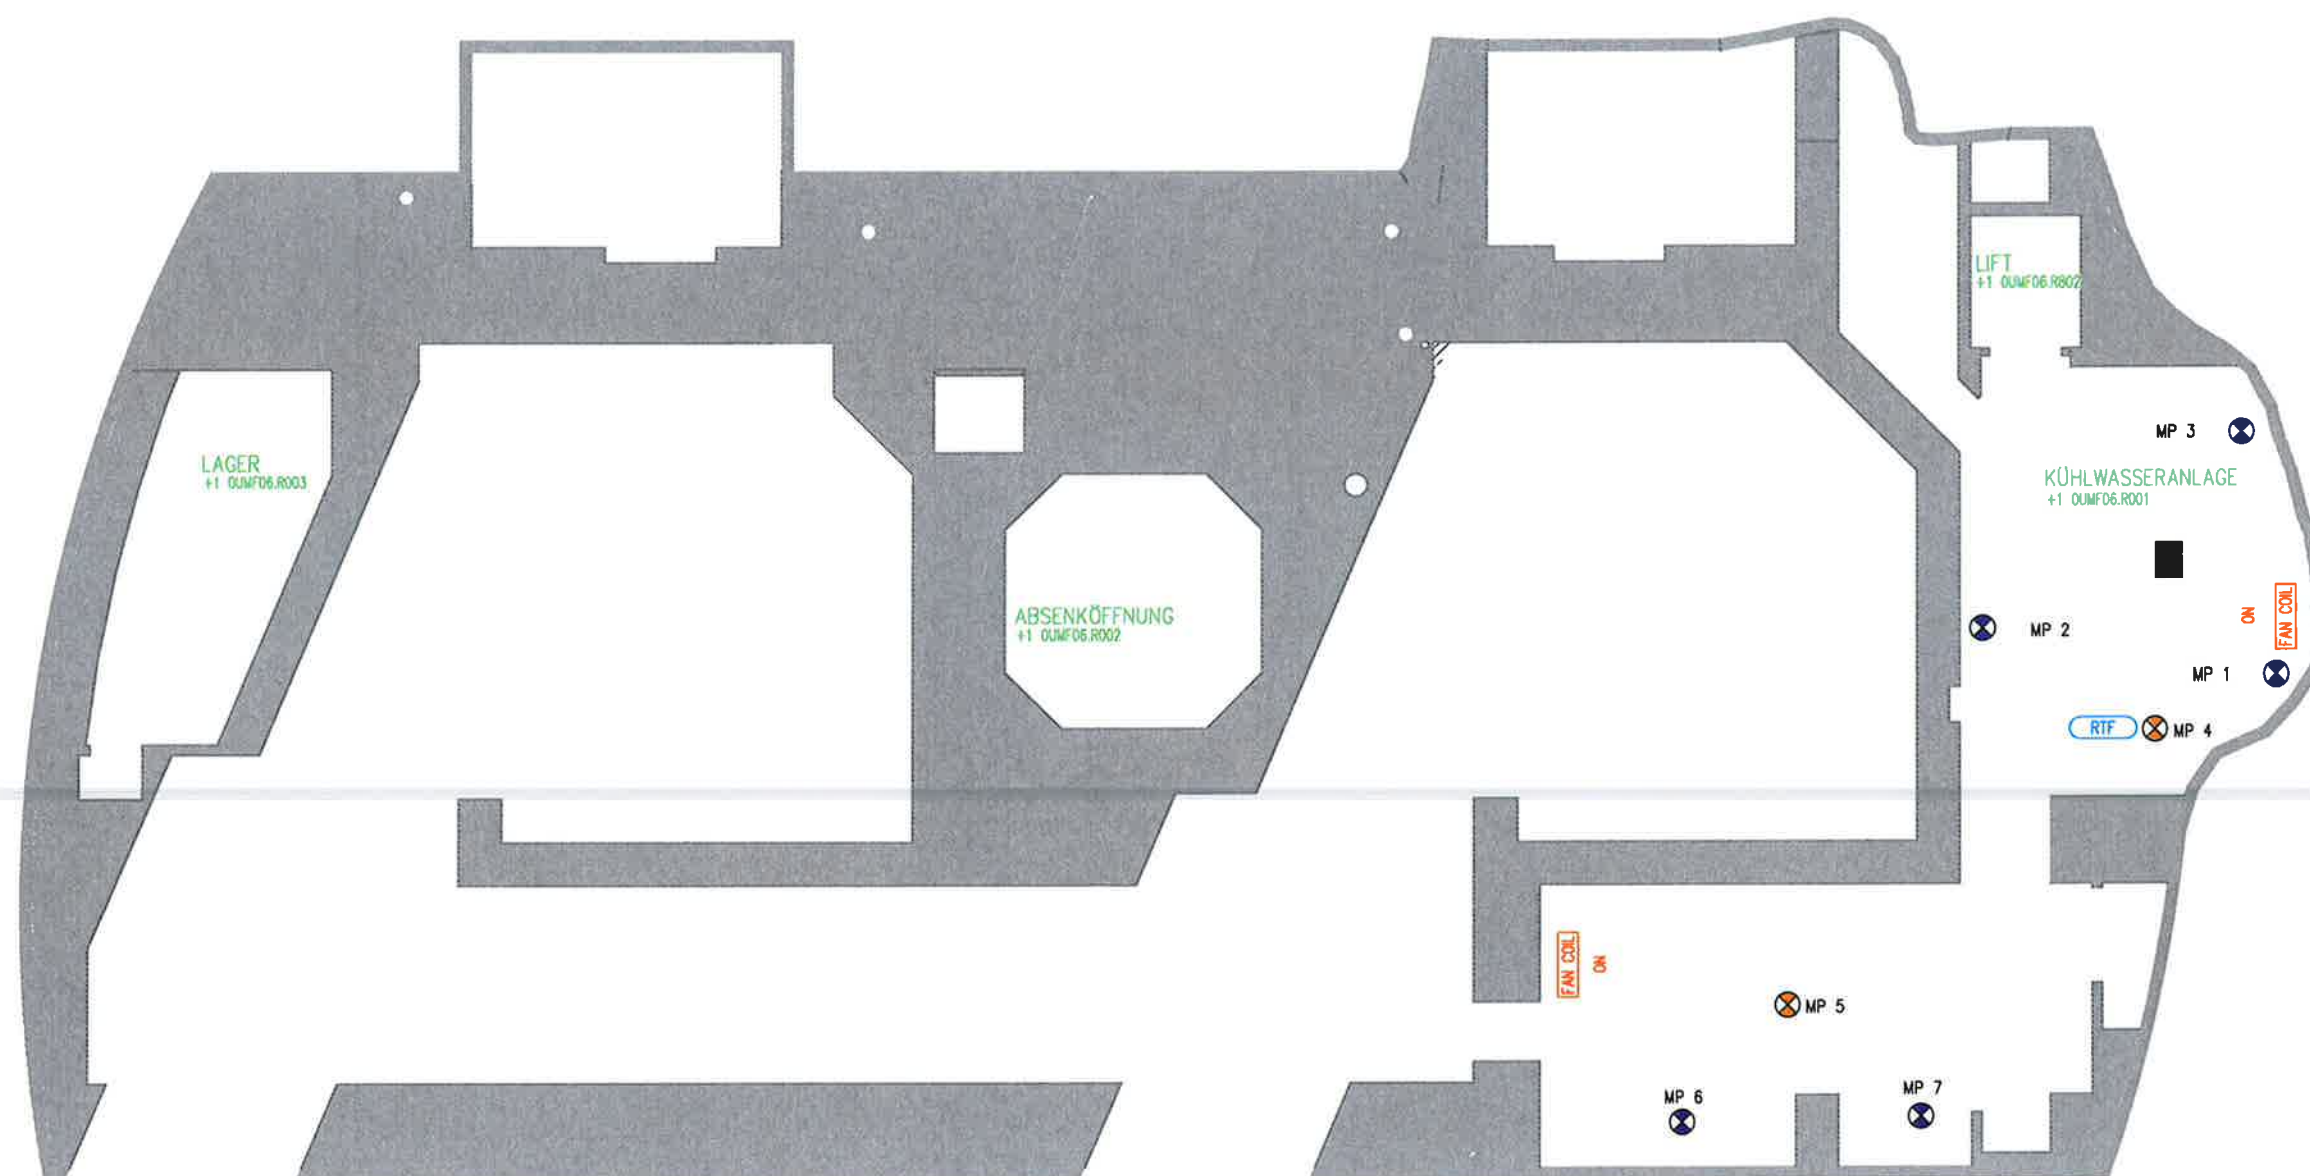 LIFT
+1 0UMF06.R802
MP 3
LAGER
+1 0UMF06.R003
KÜHLWASSERANLAGE
+1 0UMF06.R001
ABSENKÖFFNUNG
+1 0UMF06.R002
MP 2
ON
FAN COIL
MP 1
RTF
MP 4
FAN COIL
ON
MP 5
MP 6
MP 7